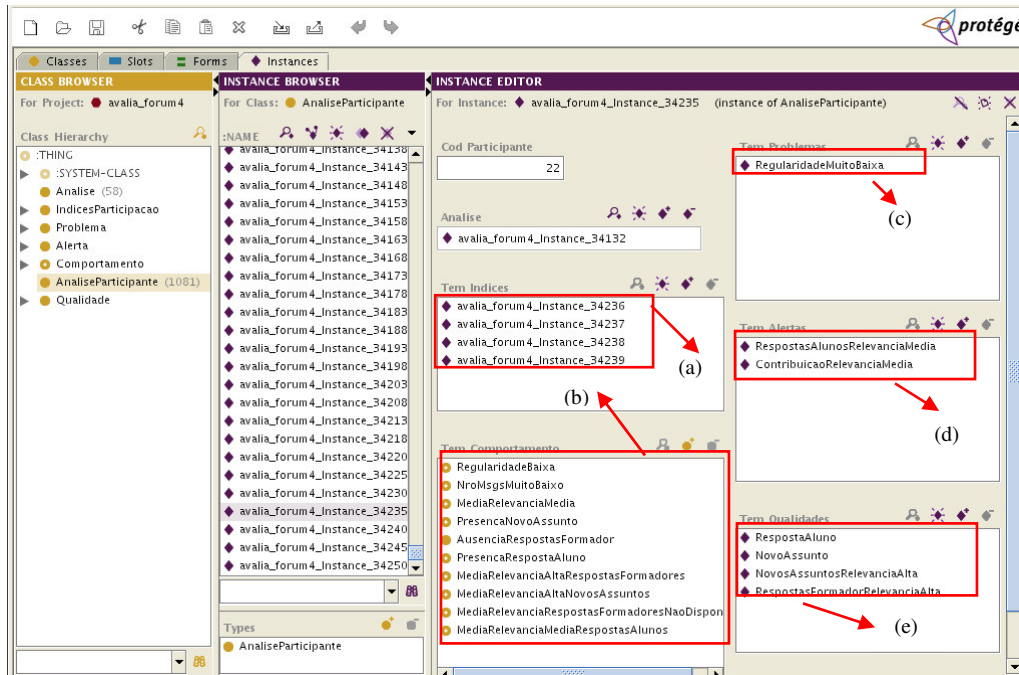 protégé
Classes Slots Forms Instances
CLASS BROWSER
For Project: avalia_forum4
Class Hierarchy
:THING
:SYSTEM-CLASS
Analise (58)
IndicesParticipacao
Problema
Alerta
Comportamento
AnaliseParticipante (1081)
Qualidade
INSTANCE BROWSER
For Class: AnaliseParticipante
:NAME
avalia_forum4_Instance_34138
avalia_forum4_Instance_34143
avalia_forum4_Instance_34148
avalia_forum4_Instance_34153
avalia_forum4_Instance_34158
avalia_forum4_Instance_34163
avalia_forum4_Instance_34168
avalia_forum4_Instance_34173
avalia_forum4_Instance_34178
avalia_forum4_Instance_34183
avalia_forum4_Instance_34188
avalia_forum4_Instance_34193
avalia_forum4_Instance_34198
avalia_forum4_Instance_34203
avalia_forum4_Instance_34208
avalia_forum4_Instance_34213
avalia_forum4_Instance_34218
avalia_forum4_Instance_34220
avalia_forum4_Instance_34225
avalia_forum4_Instance_34230
avalia_forum4_Instance_34235
avalia_forum4_Instance_34240
avalia_forum4_Instance_34245
avalia_forum4_Instance_34250
Types
AnaliseParticipante
INSTANCE EDITOR
For Instance: avalia_forum4_Instance_34235 (instance of AnaliseParticipante)
Cod Participante
22
Analise
avalia_forum4_Instance_34132
Tem Indices
avalia_forum4_Instance_34236
avalia_forum4_Instance_34237
avalia_forum4_Instance_34238
avalia_forum4_Instance_34239
(a)
(b)
Tem Comportamento
RegularidadeBaixa
NroMsgsMuitoBaixo
MediaRelevanciaMedia
PresencaNovoAssunto
AusenciaRespostasFormador
PresencaRespostaAluno
MediaRelevanciaAltaRespostasFormadores
MediaRelevanciaAltaNovosAssuntos
MediaRelevanciaRespostasFormadoresNaoDispon
MediaRelevanciaMediaRespostasAlunos
Tem Problemas
RegularidadeMuitoBaixa
(c)
Tem Alertas
RespostasAlunosRelevanciaMedia
ContribuicaoRelevanciaMedia
(d)
Tem Qualidades
RespostaAluno
NovoAssunto
NovosAssuntosRelevanciaAlta
RespostasFormadorRelevanciaAlta
(e)